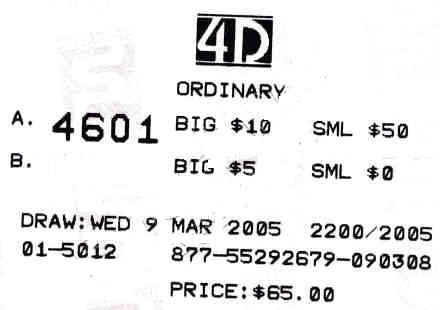 4D
ORDINARY
A. 4601 BIG $10 SML $50
B. BIG $5 SML $0
DRAW:WED 9 MAR 2005 2200/2005
01-5012 877-55292679-090308
PRICE:$65.00